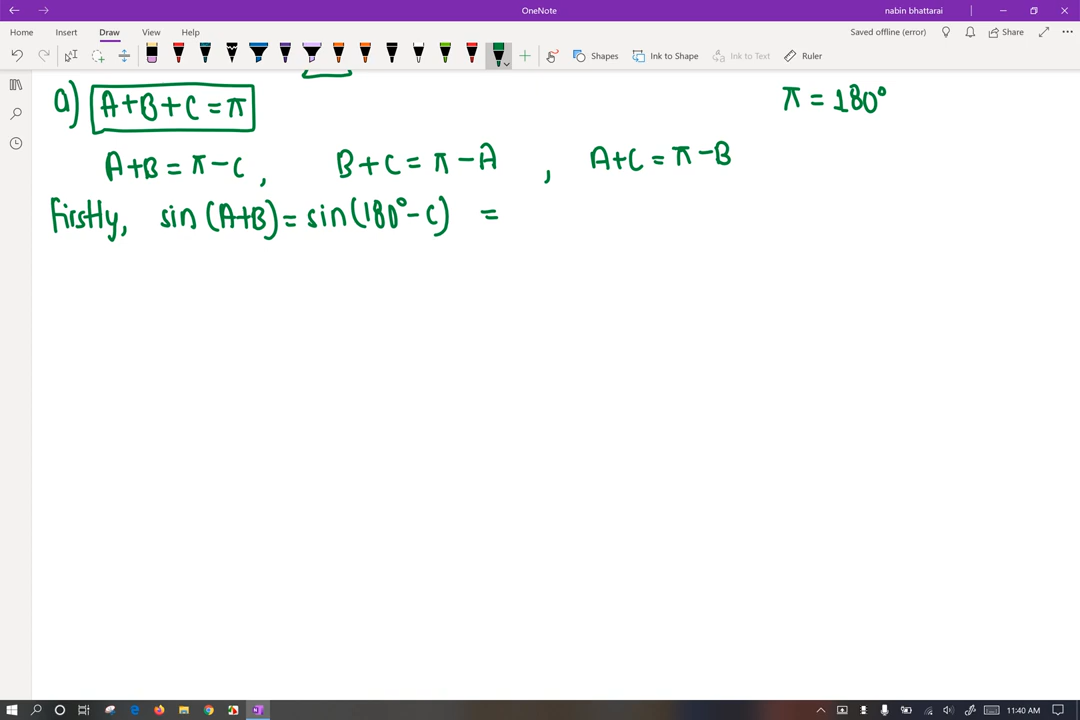 OneNote
nabin bhattarai
Home Insert Draw View Help
Saved offline (error)
Share
Shapes
Ink to Shape
Ink to Text
Ruler
a) A+B+C = π
π = 180°
A+B = π-C, B+C = π-A, A+C = π-B
Firstly, sin(A+B) = sin(180°-C) =
11:40 AM